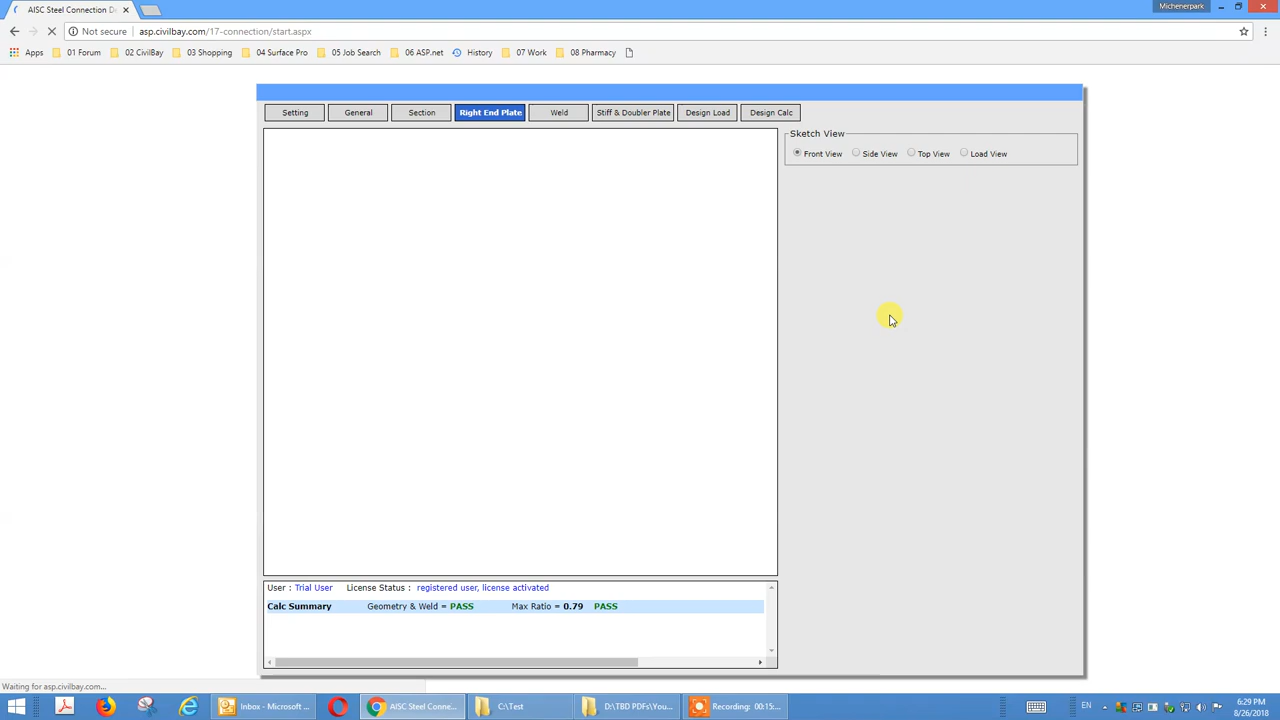 AISC Steel Connection De
Michenerpark
Not secure asp.civilbay.com/17-connection/start.aspx
Apps 01 Forum 02 CivilBay 03 Shopping 04 Surface Pro 05 Job Search 06 ASP.net History 07 Work 08 Pharmacy
Setting General Section Right End Plate Weld Stiff & Doubler Plate Design Load Design Calc
Sketch View
Front View Side View Top View Load View
User : Trial User License Status : registered user, license activated
Calc Summary Geometry & Weld = PASS Max Ratio = 0.79 PASS
Waiting for asp.civilbay.com...
Inbox - Microsoft ... AISC Steel Conne... C:\Test D:\TBD PDFs\You... Recording: 00:15:... EN 6:29 PM
8/26/2018